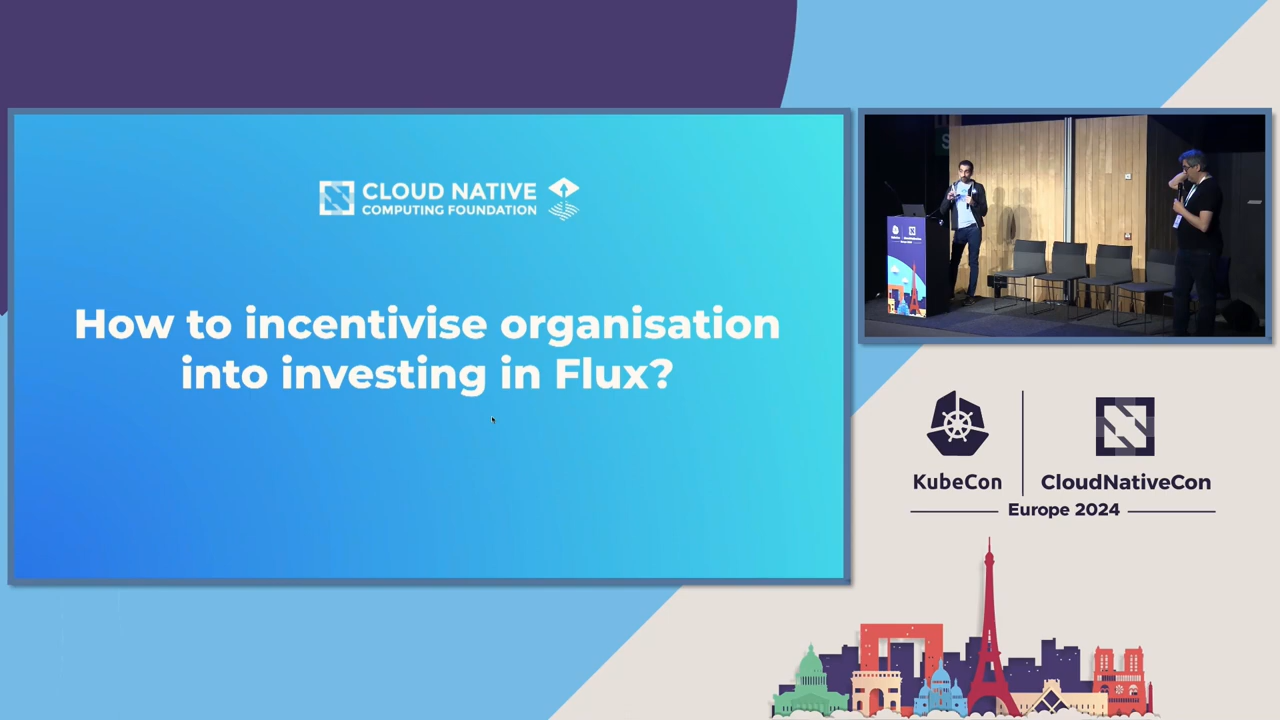 CLOUD NATIVE
COMPUTING FOUNDATION
How to incentivise organisation
into investing in Flux?
S
KubeCon
CloudNativeCon
Europe 2024